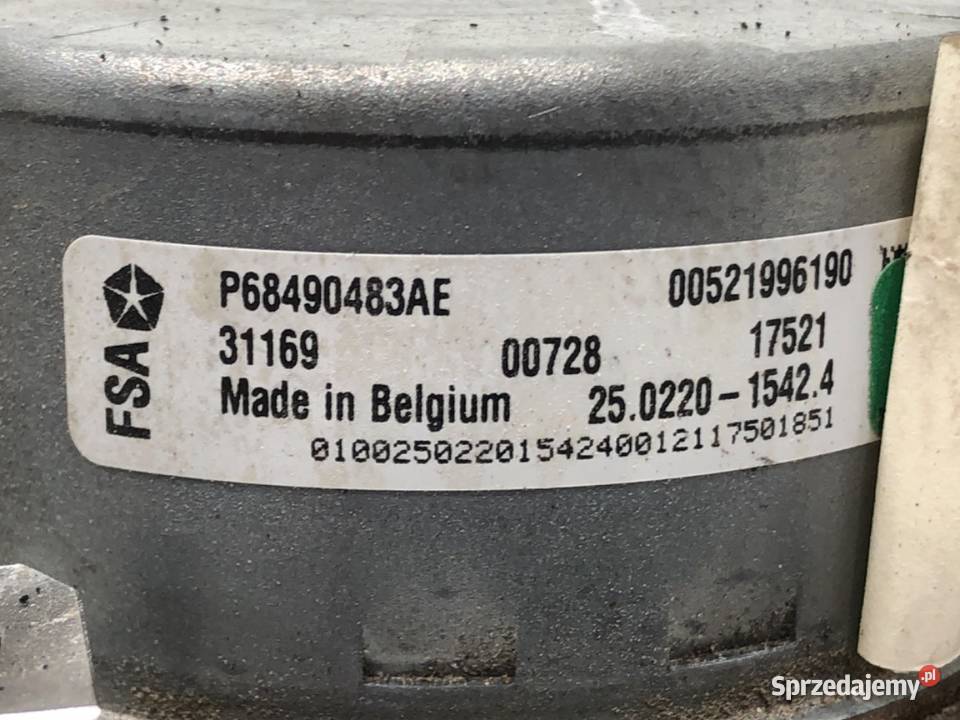 FSA
P68490483AE 00521996190
31169 00728 17521
Made in Belgium 25.0220-1542.4
0100250220154240012117501851
Sprzedajemy.pl